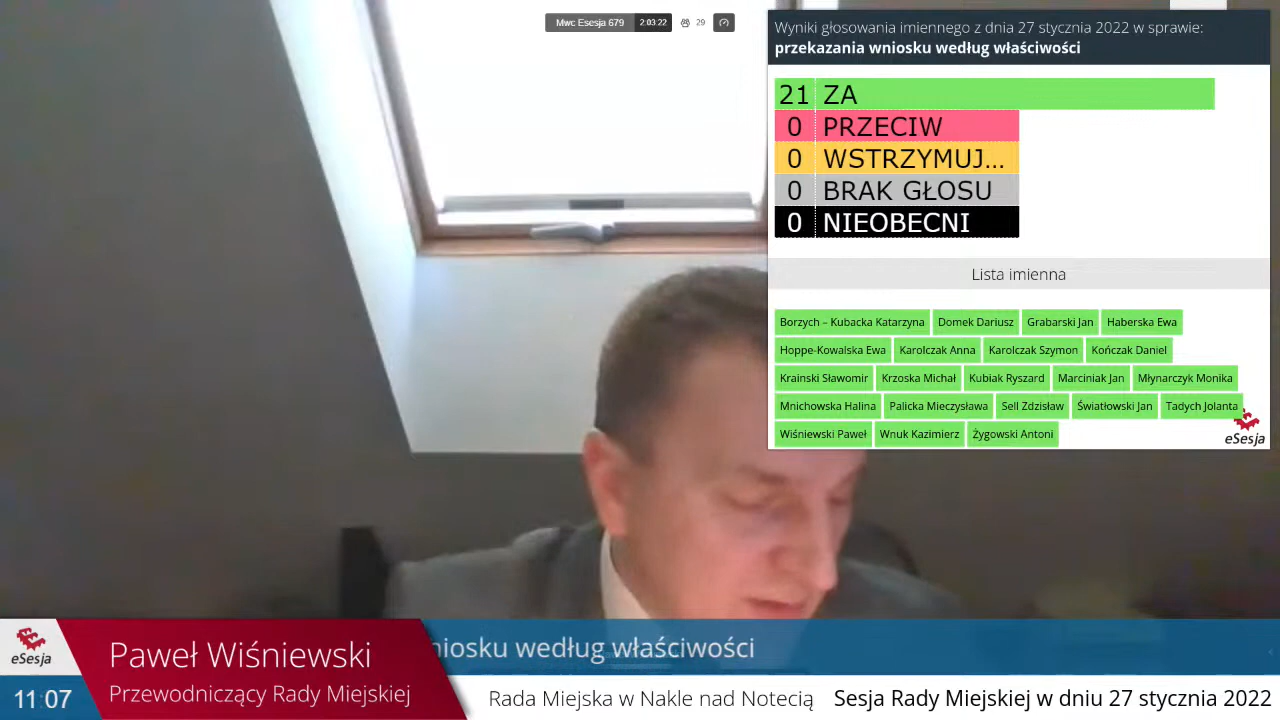 Mwc Esesja 679 2:03:22 29
Wyniki głosowania imiennego z dnia 27 stycznia 2022 w sprawie:
przekazania wniosku według właściwości
21 ZA
0 PRZECIW
0 WSTRZYMUJ...
0 BRAK GŁOSU
0 NIEOBECNI
Lista imienna
Borzych – Kubacka Katarzyna Domek Dariusz Grabarski Jan Haberska Ewa
Hoppe-Kowalska Ewa Karolczak Anna Karolczak Szymon Kończak Daniel
Krainski Sławomir Krzoska Michał Kubiak Ryszard Marciniak Jan Młynarczyk Monika
Mnichowska Halina Palicka Mieczysława Sell Zdzisław Światłowski Jan Tadych Jolanta
Wiśniewski Paweł Wnuk Kazimierz Żygowski Antoni
eSesja
niosku według właściwości
eSesja
Paweł Wiśniewski
Przewodniczący Rady Miejskiej
11:07
Rada Miejska w Nakle nad Notecią Sesja Rady Miejskiej w dniu 27 stycznia 2022